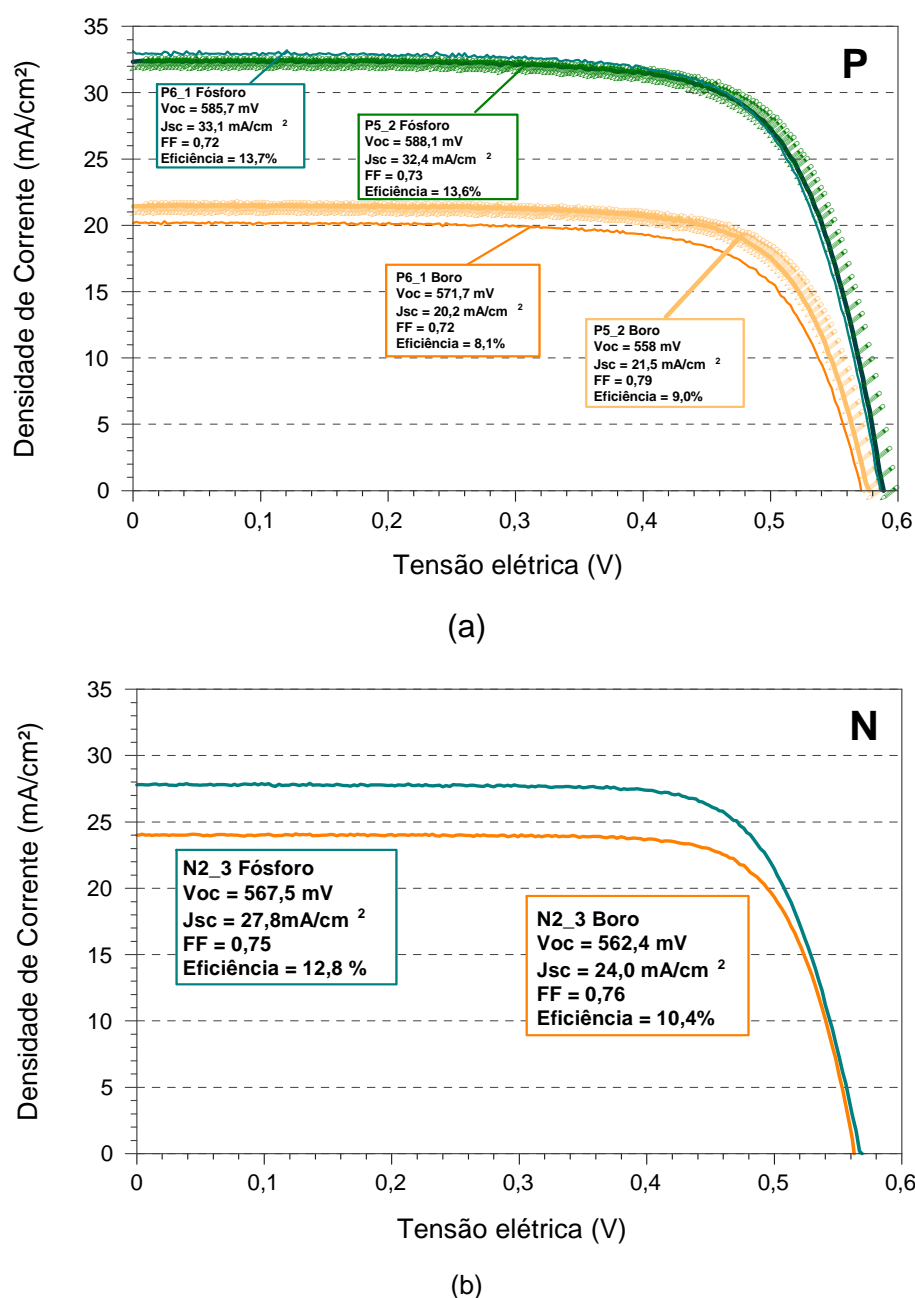 35
30
25
20
15
10
5
0
Densidade de Corrente (mA/cm²)
P
P6_1 Fósforo
Voc = 585,7 mV
Jsc = 33,1 mA/cm 2
FF = 0,72
Eficiência = 13,7%
P5_2 Fósforo
Voc = 588,1 mV
Jsc = 32,4 mA/cm 2
FF = 0,73
Eficiência = 13,6%
P6_1 Boro
Voc = 571,7 mV
Jsc = 20,2 mA/cm 2
FF = 0,72
Eficiência = 8,1%
P5_2 Boro
Voc = 558 mV
Jsc = 21,5 mA/cm 2
FF = 0,79
Eficiência = 9,0%
0 0,1 0,2 0,3 0,4 0,5 0,6
Tensão elétrica (V)
(a)
35
30
25
20
15
10
5
0
Densidade de Corrente (mA/cm²)
N
N2_3 Fósforo
Voc = 567,5 mV
Jsc = 27,8mA/cm 2
FF = 0,75
Eficiência = 12,8 %
N2_3 Boro
Voc = 562,4 mV
Jsc = 24,0 mA/cm 2
FF = 0,76
Eficiência = 10,4%
0 0,1 0,2 0,3 0,4 0,5 0,6
Tensão elétrica (V)
(b)